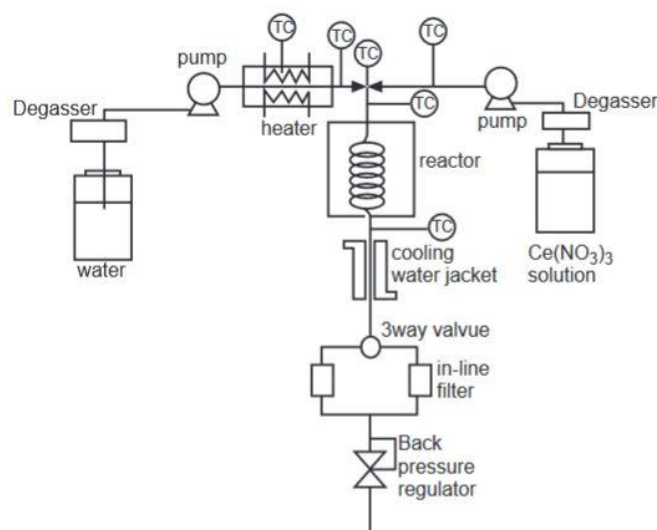 TC
TC
TC
TC
pump
Degasser
heater
TC
pump
Degasser
reactor
water
TC
cooling
water jacket
Ce(NO₃)₃
solution
3way valvue
in-line
filter
Back
pressure
regulator